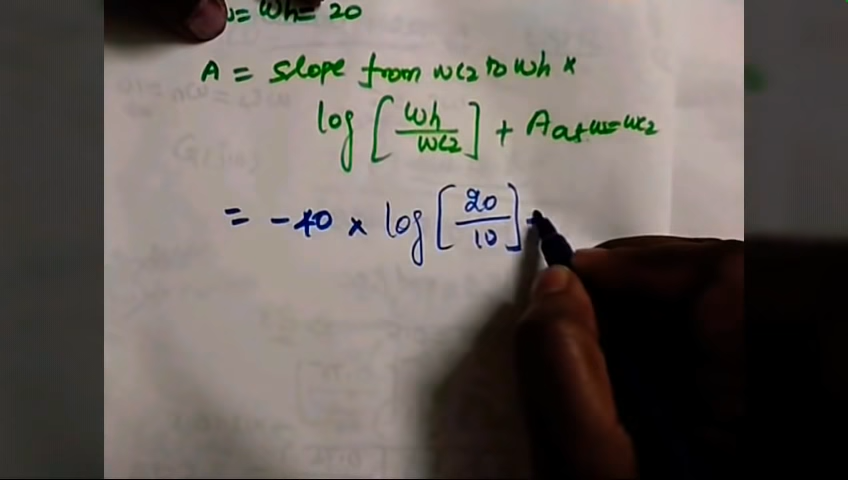 ω = ωh = 20
A = slope from ωc2 to ωh ×
log [ωh/ωc2] + A at ω=ωc2
= -40 × log [20/10] +